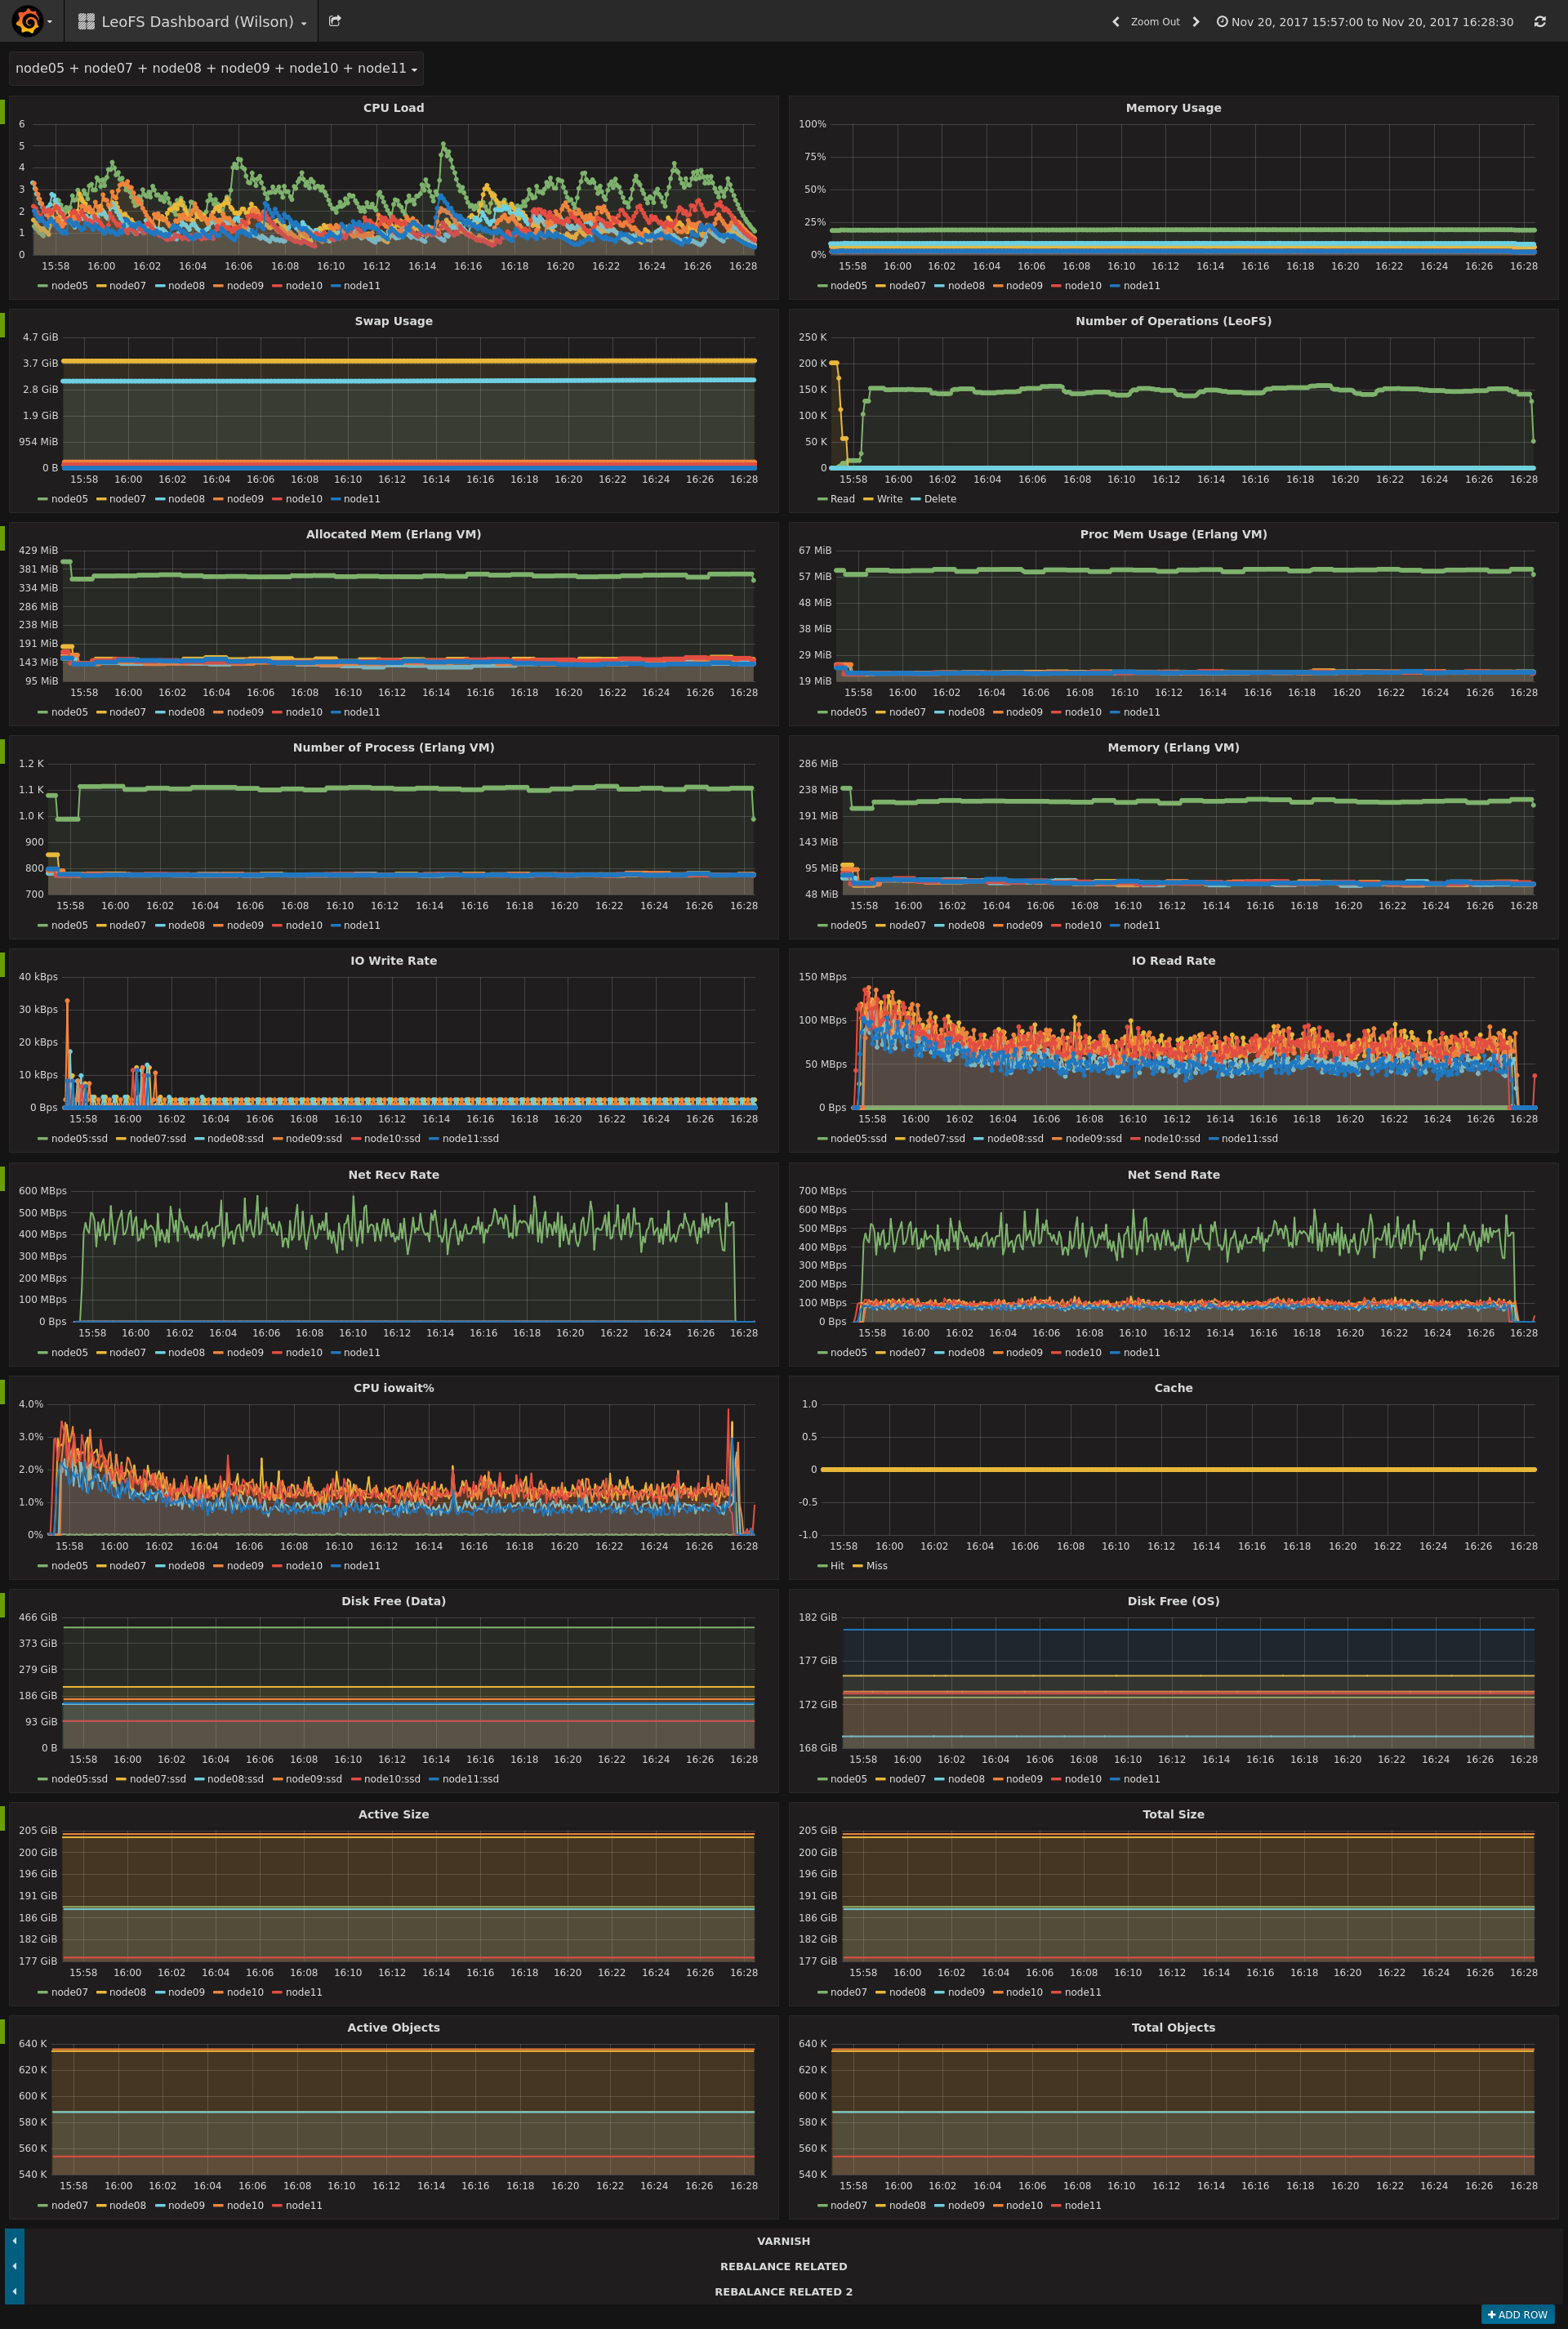 LeoFS Dashboard (Wilson)
Zoom Out
Nov 20, 2017 15:57:00 to Nov 20, 2017 16:28:30
node05 + node07 + node08 + node09 + node10 + node11
CPU Load
6
5
4
3
2
1
0
15:58 16:00 16:02 16:04 16:06 16:08 16:10 16:12 16:14 16:16 16:18 16:20 16:22 16:24 16:26 16:28
node05 node07 node08 node09 node10 node11
Memory Usage
100%
75%
50%
25%
0%
15:58 16:00 16:02 16:04 16:06 16:08 16:10 16:12 16:14 16:16 16:18 16:20 16:22 16:24 16:26 16:28
node05 node07 node08 node09 node10 node11
Swap Usage
4.7 GiB
3.7 GiB
2.8 GiB
1.9 GiB
954 MiB
0 B
15:58 16:00 16:02 16:04 16:06 16:08 16:10 16:12 16:14 16:16 16:18 16:20 16:22 16:24 16:26 16:28
node05 node07 node08 node09 node10 node11
Number of Operations (LeoFS)
250 K
200 K
150 K
100 K
50 K
0
15:58 16:00 16:02 16:04 16:06 16:08 16:10 16:12 16:14 16:16 16:18 16:20 16:22 16:24 16:26 16:28
Read Write Delete
Allocated Mem (Erlang VM)
429 MiB
381 MiB
334 MiB
286 MiB
238 MiB
191 MiB
143 MiB
95 MiB
15:58 16:00 16:02 16:04 16:06 16:08 16:10 16:12 16:14 16:16 16:18 16:20 16:22 16:24 16:26 16:28
node05 node07 node08 node09 node10 node11
Proc Mem Usage (Erlang VM)
67 MiB
57 MiB
48 MiB
38 MiB
29 MiB
19 MiB
15:58 16:00 16:02 16:04 16:06 16:08 16:10 16:12 16:14 16:16 16:18 16:20 16:22 16:24 16:26 16:28
node05 node07 node08 node09 node10 node11
Number of Process (Erlang VM)
1.2 K
1.1 K
1.0 K
900
800
700
15:58 16:00 16:02 16:04 16:06 16:08 16:10 16:12 16:14 16:16 16:18 16:20 16:22 16:24 16:26 16:28
node05 node07 node08 node09 node10 node11
Memory (Erlang VM)
286 MiB
238 MiB
191 MiB
143 MiB
95 MiB
48 MiB
15:58 16:00 16:02 16:04 16:06 16:08 16:10 16:12 16:14 16:16 16:18 16:20 16:22 16:24 16:26 16:28
node05 node07 node08 node09 node10 node11
IO Write Rate
40 kBps
30 kBps
20 kBps
10 kBps
0 Bps
15:58 16:00 16:02 16:04 16:06 16:08 16:10 16:12 16:14 16:16 16:18 16:20 16:22 16:24 16:26 16:28
node05:ssd node07:ssd node08:ssd node09:ssd node10:ssd node11:ssd
IO Read Rate
150 MBps
100 MBps
50 MBps
0 Bps
15:58 16:00 16:02 16:04 16:06 16:08 16:10 16:12 16:14 16:16 16:18 16:20 16:22 16:24 16:26 16:28
node05:ssd node07:ssd node08:ssd node09:ssd node10:ssd node11:ssd
Net Recv Rate
600 MBps
500 MBps
400 MBps
300 MBps
200 MBps
100 MBps
0 Bps
15:58 16:00 16:02 16:04 16:06 16:08 16:10 16:12 16:14 16:16 16:18 16:20 16:22 16:24 16:26 16:28
node05 node07 node08 node09 node10 node11
Net Send Rate
700 MBps
600 MBps
500 MBps
400 MBps
300 MBps
200 MBps
100 MBps
0 Bps
15:58 16:00 16:02 16:04 16:06 16:08 16:10 16:12 16:14 16:16 16:18 16:20 16:22 16:24 16:26 16:28
node05 node07 node08 node09 node10 node11
CPU iowait%
4.0%
3.0%
2.0%
1.0%
0%
15:58 16:00 16:02 16:04 16:06 16:08 16:10 16:12 16:14 16:16 16:18 16:20 16:22 16:24 16:26 16:28
node05 node07 node08 node09 node10 node11
Cache
1.0
0.5
0
-0.5
-1.0
15:58 16:00 16:02 16:04 16:06 16:08 16:10 16:12 16:14 16:16 16:18 16:20 16:22 16:24 16:26 16:28
Hit Miss
Disk Free (Data)
466 GiB
373 GiB
279 GiB
186 GiB
93 GiB
0 B
15:58 16:00 16:02 16:04 16:06 16:08 16:10 16:12 16:14 16:16 16:18 16:20 16:22 16:24 16:26 16:28
node05:ssd node07:ssd node08:ssd node09:ssd node10:ssd node11:ssd
Disk Free (OS)
182 GiB
177 GiB
172 GiB
168 GiB
15:58 16:00 16:02 16:04 16:06 16:08 16:10 16:12 16:14 16:16 16:18 16:20 16:22 16:24 16:26 16:28
node05 node07 node08 node09 node10 node11
Active Size
205 GiB
200 GiB
196 GiB
191 GiB
186 GiB
182 GiB
177 GiB
15:58 16:00 16:02 16:04 16:06 16:08 16:10 16:12 16:14 16:16 16:18 16:20 16:22 16:24 16:26 16:28
node07 node08 node09 node10 node11
Total Size
205 GiB
200 GiB
196 GiB
191 GiB
186 GiB
182 GiB
177 GiB
15:58 16:00 16:02 16:04 16:06 16:08 16:10 16:12 16:14 16:16 16:18 16:20 16:22 16:24 16:26 16:28
node07 node08 node09 node10 node11
Active Objects
640 K
620 K
600 K
580 K
560 K
540 K
15:58 16:00 16:02 16:04 16:06 16:08 16:10 16:12 16:14 16:16 16:18 16:20 16:22 16:24 16:26 16:28
node07 node08 node09 node10 node11
Total Objects
640 K
620 K
600 K
580 K
560 K
540 K
15:58 16:00 16:02 16:04 16:06 16:08 16:10 16:12 16:14 16:16 16:18 16:20 16:22 16:24 16:26 16:28
node07 node08 node09 node10 node11
VARNISH
REBALANCE RELATED
REBALANCE RELATED 2
ADD ROW